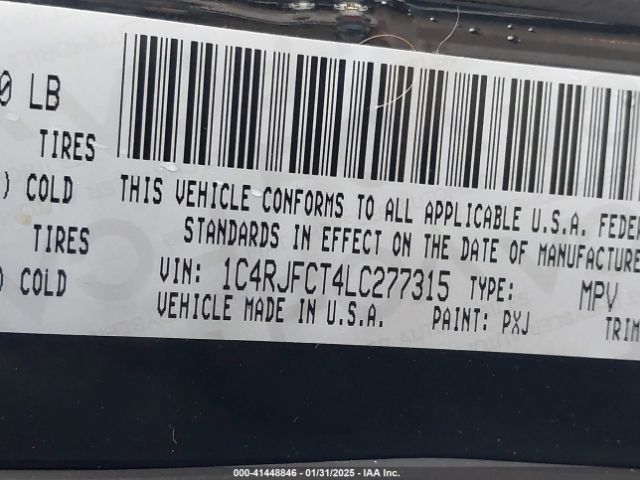 0 LB
TIRES
) COLD
THIS VEHICLE CONFORMS TO ALL APPLICABLE U.S.A. FEDER
STANDARDS IN EFFECT ON THE DATE OF MANUFACTURE
TIRES
VIN: 1C4RJFCT4LC277315 TYPE: MPV
) COLD
VEHICLE MADE IN U.S.A. PAINT: PXJ TRIM
000-41448846 / 01/31/2025 - IAA Inc.